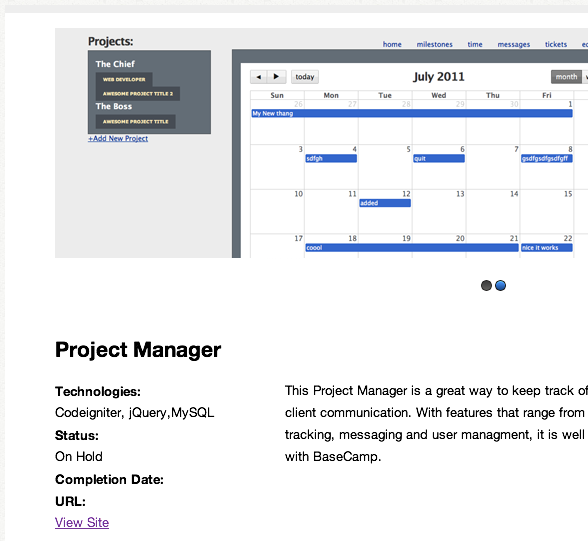 Projects:
The Chief
WEB DEVELOPER
AWESOME PROJECT TITLE 2
The Boss
AWESOME PROJECT TITLE
+Add New Project
home milestones time messages tickets
today July 2011 month
Sun Mon Tue Wed Thu Fri
26 27 28 29 30 1
My New thang
3 4 5 6 7 8
sdfgh quit gsdfgsdfgsdfgff
10 11 12 13 14 15
added
17 18 19 20 21 22
coool nice it works
Project Manager
Technologies:
Codeigniter, jQuery,MySQL
Status:
On Hold
Completion Date:
URL:
View Site
This Project Manager is a great way to keep track of
client communication. With features that range from
tracking, messaging and user managment, it is well
with BaseCamp.